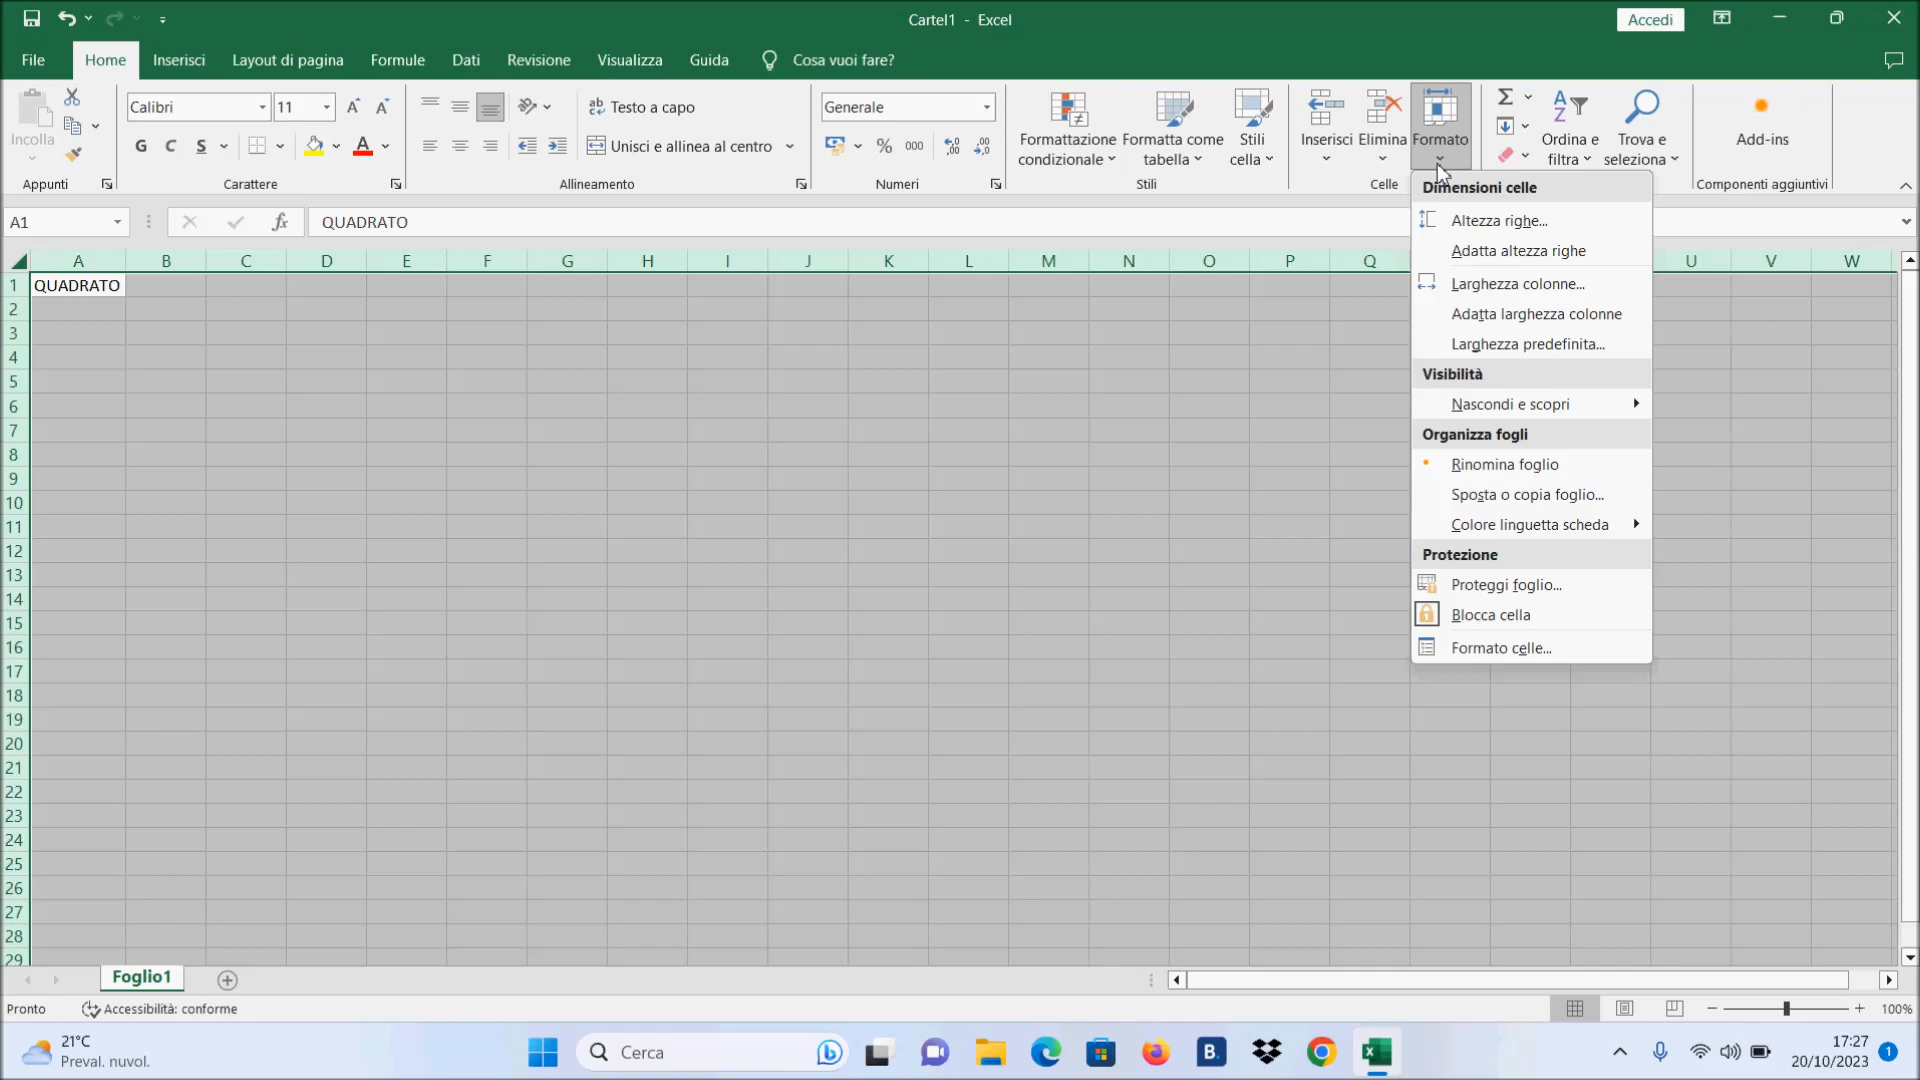 Cartel1 - Excel
Accedi
File Home Inserisci Layout di pagina Formule Dati Revisione Visualizza Guida Cosa vuoi fare?
Incolla
Appunti
Calibri 11
G C S
Carattere
Testo a capo
Unisci e allinea al centro
Allineamento
Generale
% 000
Numeri
Formattazione condizionale
Formatta come tabella
Stili cella
Stili
Inserisci Elimina Formato
Celle
Ordina e filtra
Trova e seleziona
Add-ins
Componenti aggiuntivi
A1 fx QUADRATO
A B C D E F G H I J K L M N O P Q U V W
1 QUADRATO
2
3
4
5
6
7
8
9
10
11
12
13
14
15
16
17
18
19
20
21
22
23
24
25
26
27
28
29
Dimensioni celle
Altezza righe...
Adatta altezza righe
Larghezza colonne...
Adatta larghezza colonne
Larghezza predefinita...
Visibilità
Nascondi e scopri
Organizza fogli
Rinomina foglio
Sposta o copia foglio...
Colore linguetta scheda
Protezione
Proteggi foglio...
Blocca cella
Formato celle...
Foglio1
Pronto Accessibilità: conforme 100%
21°C
Preval. nuvol.
Cerca
B.
17:27
20/10/2023
1